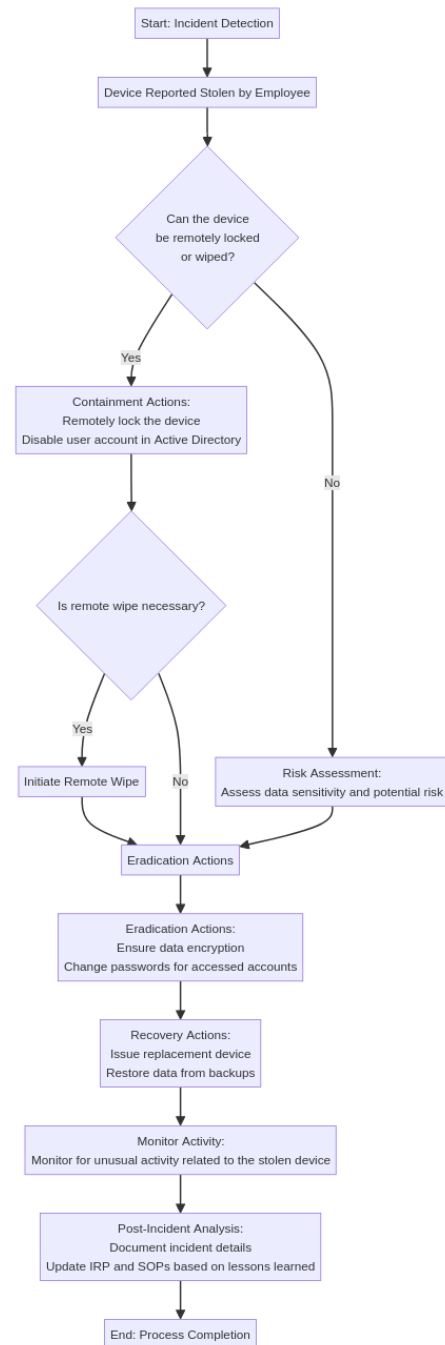 Start: Incident Detection
Device Reported Stolen by Employee
Can the device
be remotely locked
or wiped?
Yes
Containment Actions:
Remotely lock the device
Disable user account in Active Directory
No
Is remote wipe necessary?
Yes
No
Initiate Remote Wipe
Risk Assessment:
Assess data sensitivity and potential risk
Eradication Actions
Eradication Actions:
Ensure data encryption
Change passwords for accessed accounts
Recovery Actions:
Issue replacement device
Restore data from backups
Monitor Activity:
Monitor for unusual activity related to the stolen device
Post-Incident Analysis:
Document incident details
Update IRP and SOPs based on lessons learned
End: Process Completion